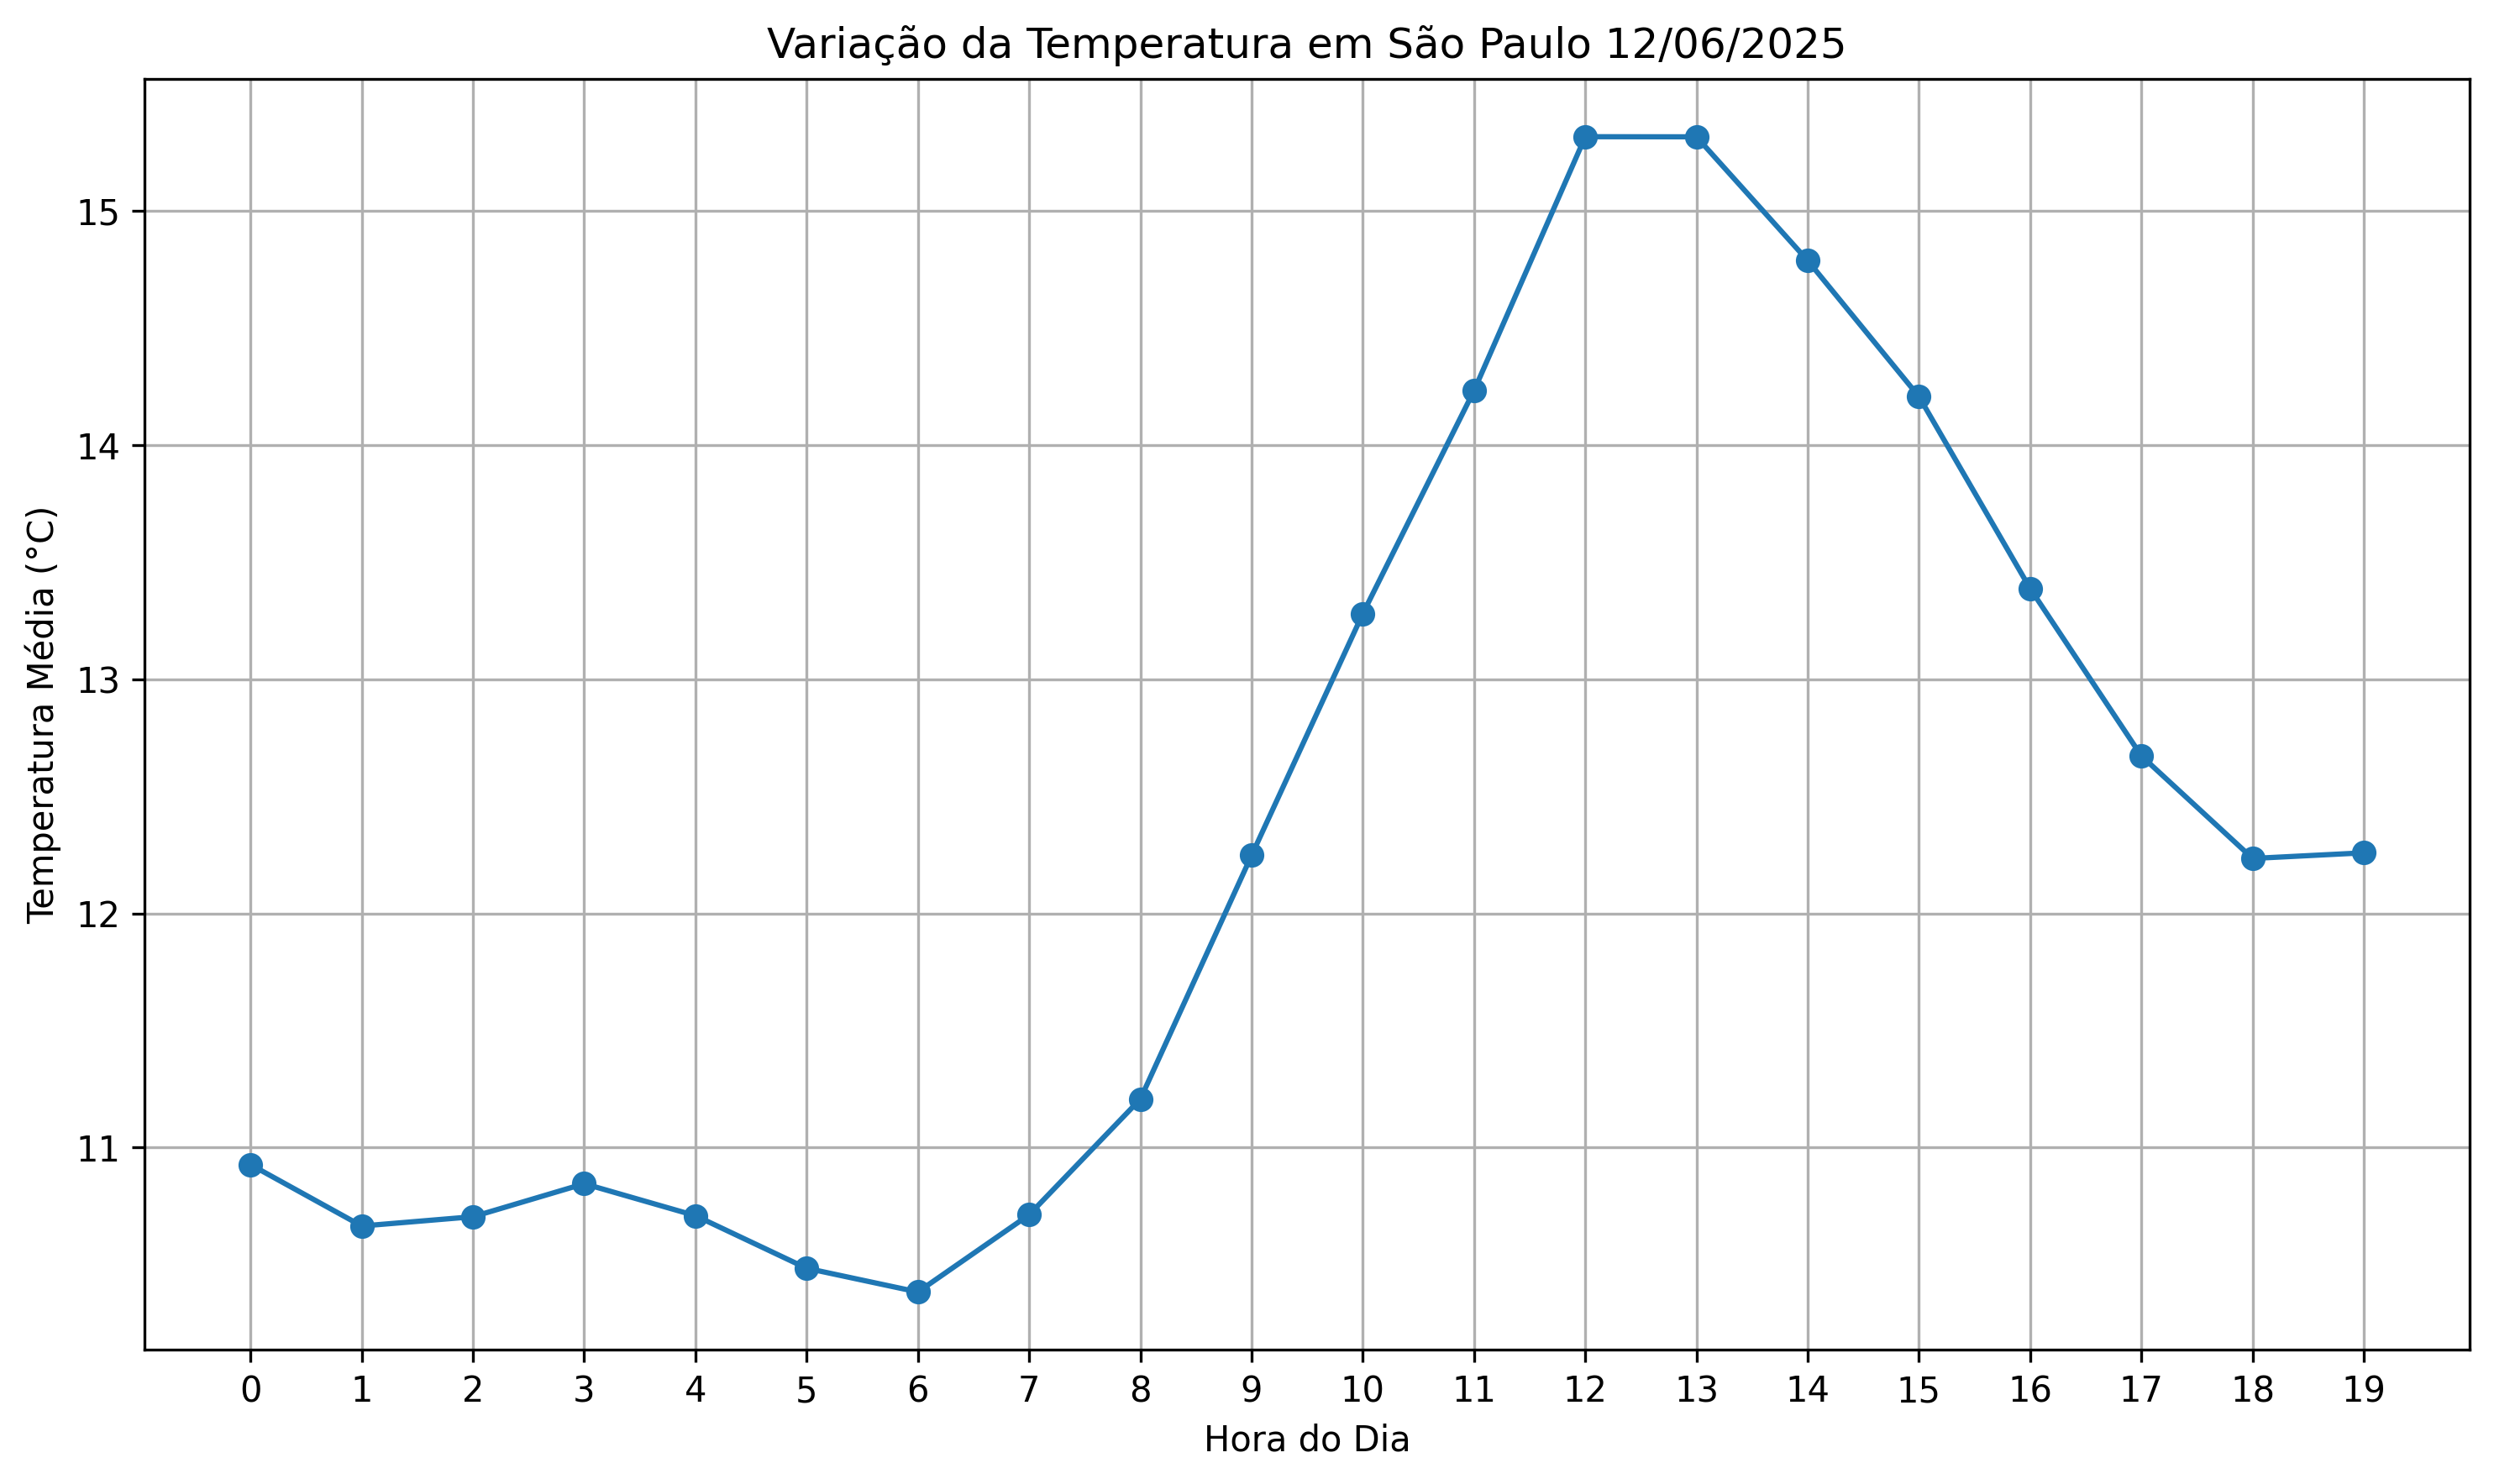 Variação da Temperatura em São Paulo 12/06/2025
15
14
13
12
11
Temperatura Média (°C)
0 1 2 3 4 5 6 7 8 9 10 11 12 13 14 15 16 17 18 19
Hora do Dia